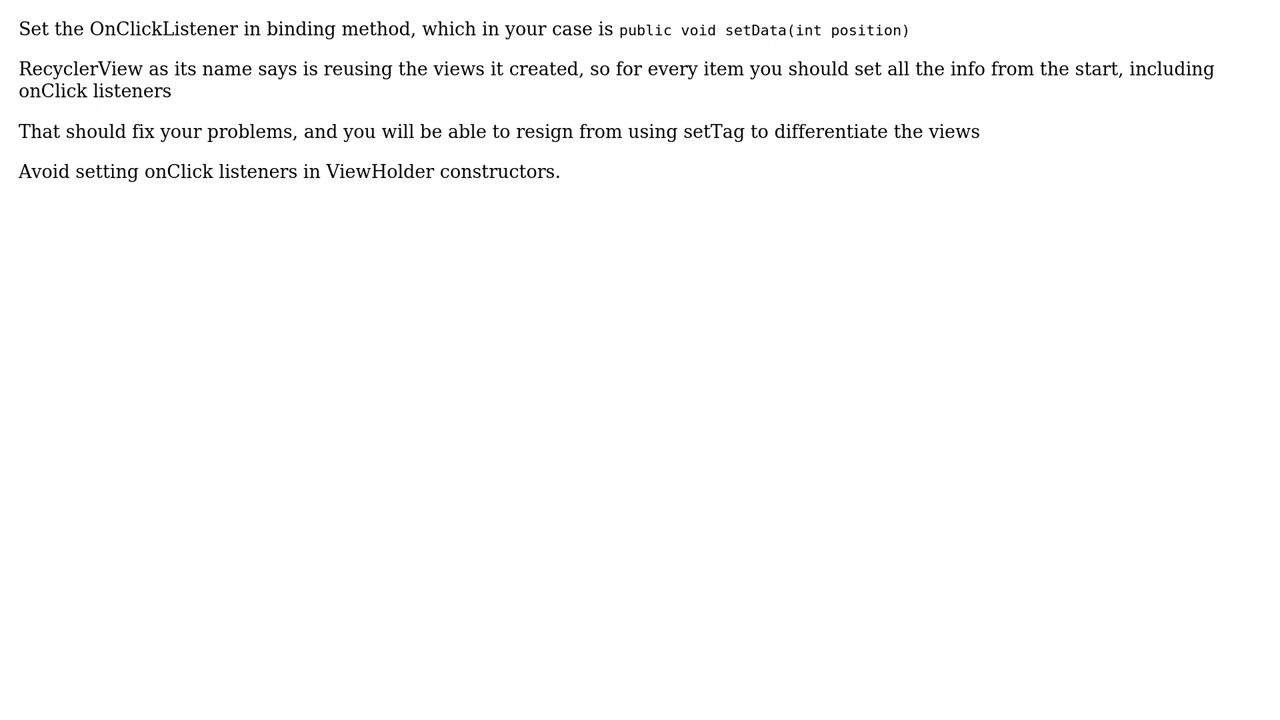 Set the OnClickListener in binding method, which in your case is public void setData(int position)
RecyclerView as its name says is reusing the views it created, so for every item you should set all the info from the start, including
onClick listeners
That should fix your problems, and you will be able to resign from using setTag to differentiate the views
Avoid setting onClick listeners in ViewHolder constructors.